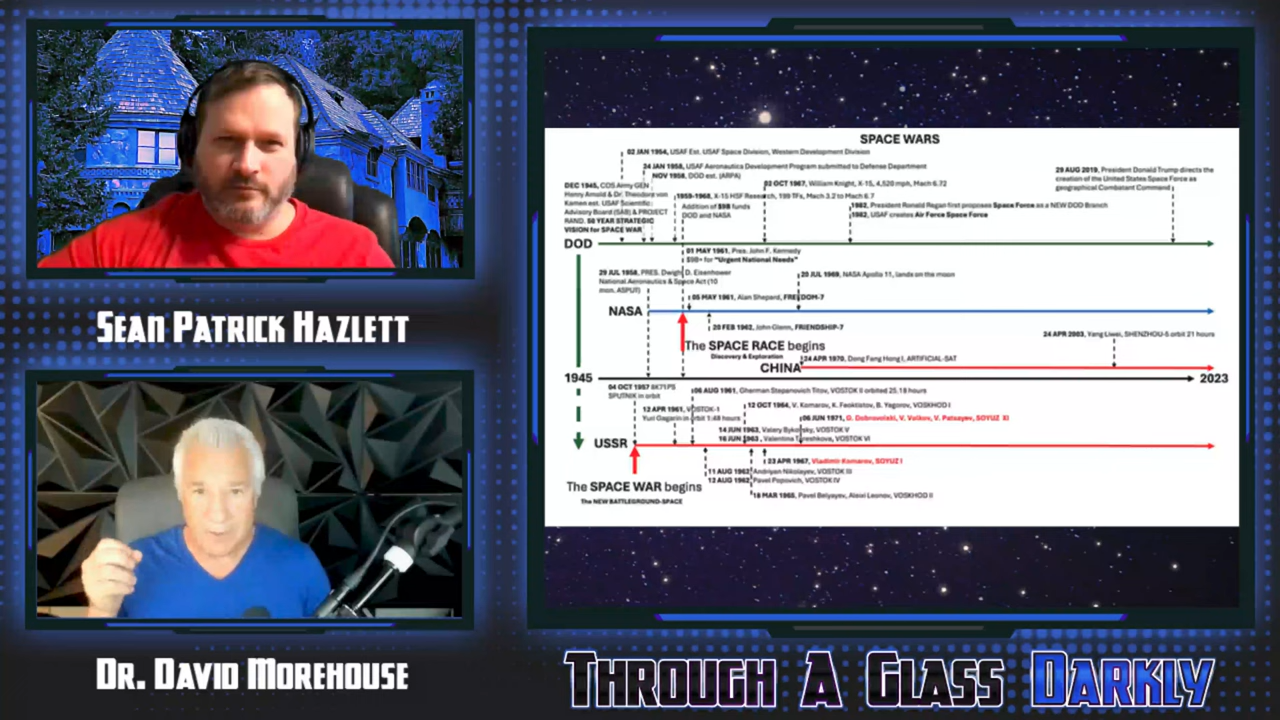 SEAN PATRICK HAZLETT
DR. DAVID MOREHOUSE
THROUGH A GLASS DARKLY
SPACE WARS
02 JAN 1954, USAF Est. USAF Space Division, Western Development Division
24 JAN 1958, USAF Aeronautics Development Program submitted to Defense Department
NOV 1958, DOD est. (ARPA)
DEC 1945, COS Army GEN
Henry Arnold & Dr. Theodore von
Karmen est. USAF Scientific
Advisory Board (SAB) & PROJECT
RAND. 50 YEAR STRATEGIC
VISION for SPACE WAR
1959-1968, X-15 HSF Research, 199 TFs, Mach 3.2 to Mach 6.7
Addition of $9B funds
DOD and NASA
02 OCT 1967, William Knight, X-15, 4,520 mph, Mach 6.72
1982, President Ronald Regan first proposes Space Force as a NEW DOD Branch
1982, USAF creates Air Force Space Force
29 AUG 2019, President Donald Trump directs the
creation of the United States Space Force as
geographical Combatant Command
DOD
01 MAY 1961, Pres. John F. Kennedy
$9B+ for "Urgent National Needs"
29 JUL 1958, PRES. Dwight D. Eisenhower
National Aeronautics & Space Act (10
mon. ASPUT)
20 JUL 1969, NASA Apollo 11, lands on the moon
05 MAY 1961, Alan Shepard, FREEDOM-7
NASA
20 FEB 1962, John Glenn, FRIENDSHIP-7
The SPACE RACE begins
Discovery & Exploration
24 APR 2003, Yang Liwei, SHENZHOU-5 orbit 21 hours
24 APR 1970, Dong Fang Hong I, ARTIFICIAL-SAT
CHINA
1945
2023
04 OCT 1957 8K71PS
SPUTNIK in orbit
06 AUG 1961, Gherman Stepanovich Titov, VOSTOK II orbited 25.18 hours
12 APR 1961, VOSTOK-1
Yuri Gagarin in orbit 1:48 hours
12 OCT 1964, V. Komarov, K. Feoktistov, B. Yegorov, VOSKHOD I
06 JUN 1971, G. Dobrovolski, V. Volkov, V. Patsayev, SOYUZ XI
14 JUN 1963, Valery Bykovsky, VOSTOK V
16 JUN 1963, Valentina Tereshkova, VOSTOK VI
USSR
23 APR 1967, Vladimir Komarov, SOYUZ I
11 AUG 1962, Andriyan Nikolayev, VOSTOK III
12 AUG 1962, Pavel Popovich, VOSTOK IV
18 MAR 1965, Pavel Belyayev, Alexei Leonov, VOSKHOD II
The SPACE WAR begins
The NEW BATTLEGROUND-SPACE